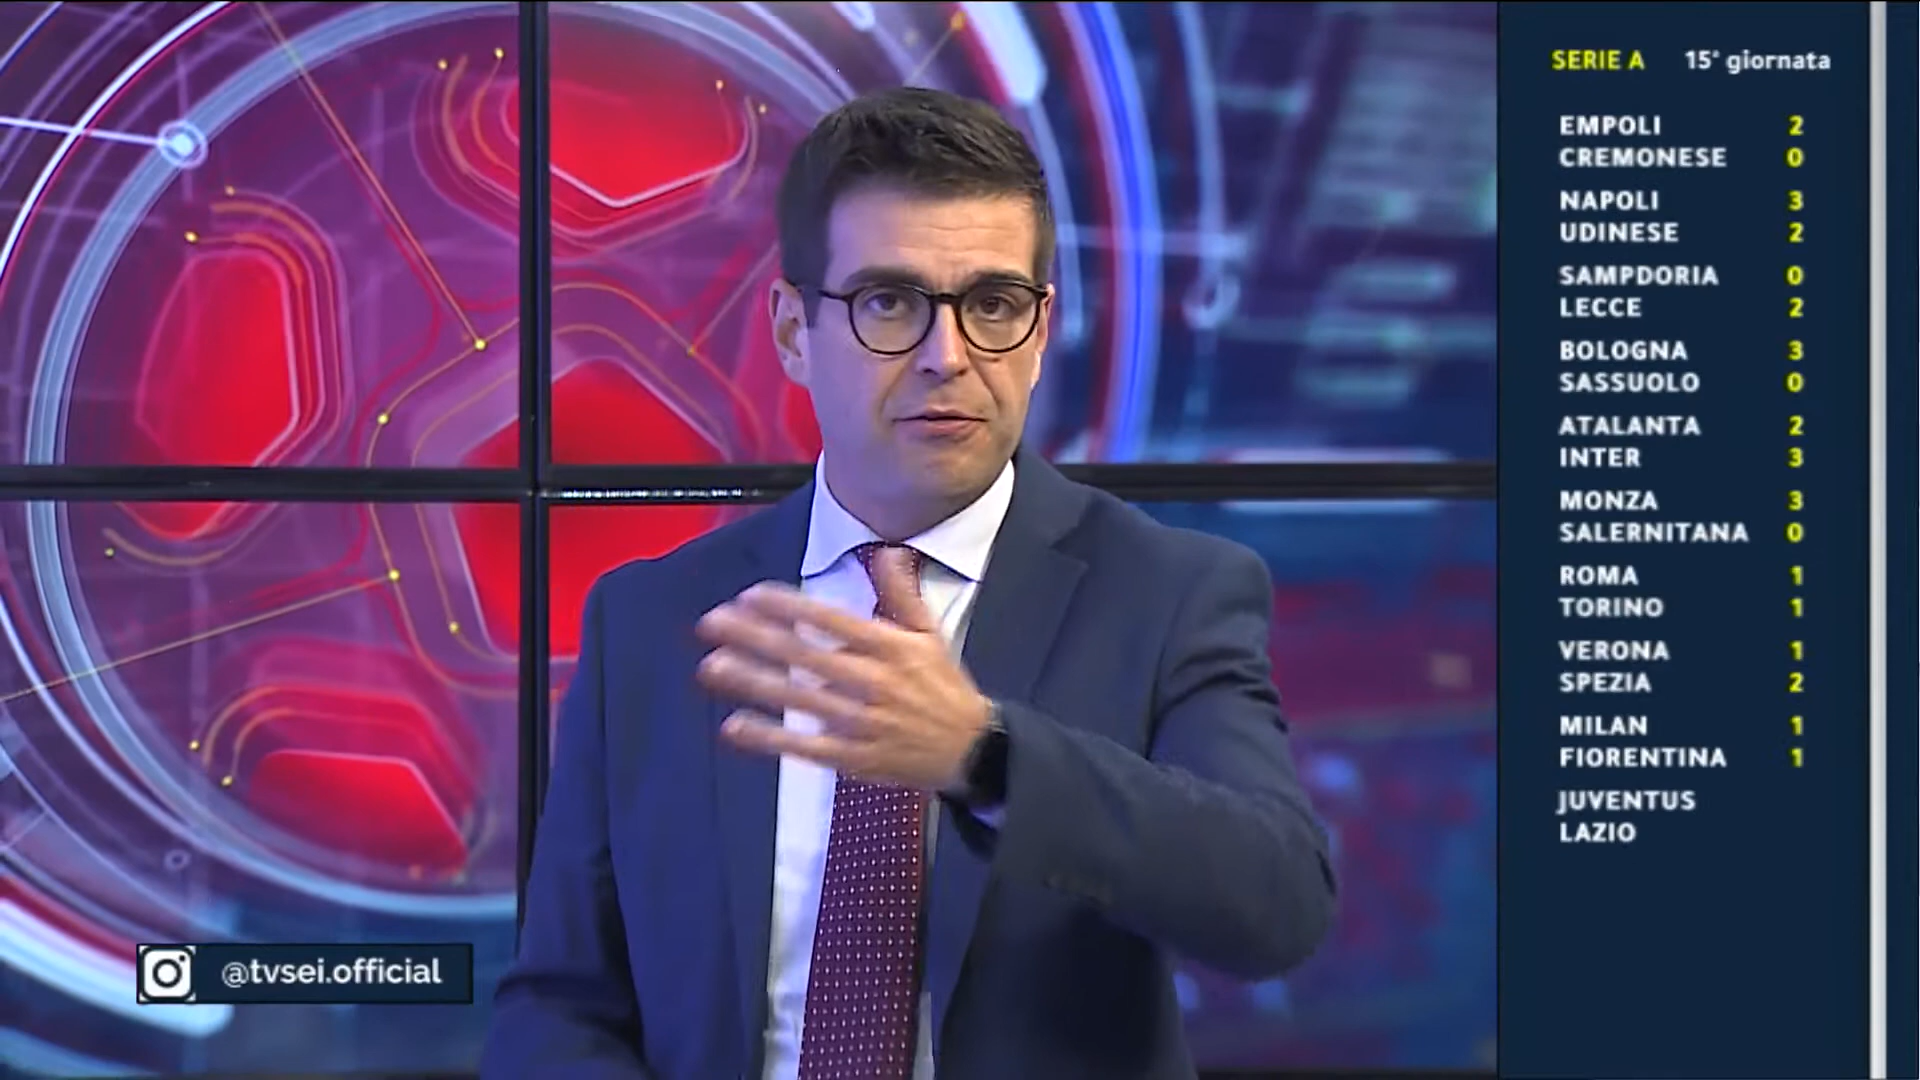 SERIE A 15ª giornata
EMPOLI 2
CREMONESE 0
NAPOLI 3
UDINESE 2
SAMPDORIA 0
LECCE 2
BOLOGNA 3
SASSUOLO 0
ATALANTA 2
INTER 3
MONZA 3
SALERNITANA 0
ROMA 1
TORINO 1
VERONA 1
SPEZIA 2
MILAN 1
FIORENTINA 1
JUVENTUS
LAZIO
@tvsei.official